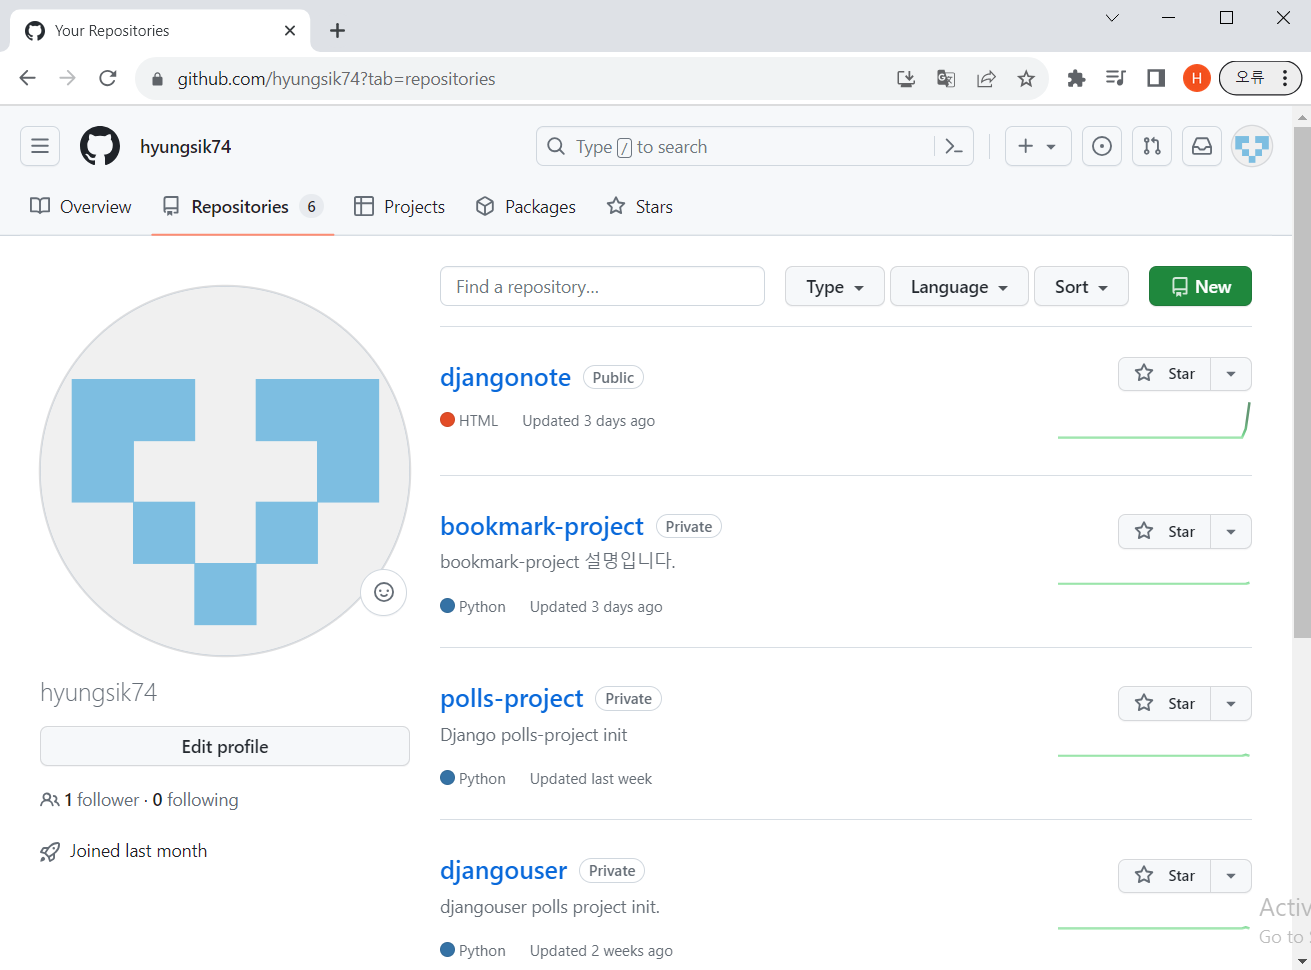 Your Repositories
github.com/hyungsik74?tab=repositories
H
오류
hyungsik74
Type / to search
Overview
Repositories 6
Projects
Packages
Stars
Find a repository...
Type
Language
Sort
New
djangonote Public
Star
HTML Updated 3 days ago
bookmark-project Private
Star
bookmark-project 설명입니다.
Python Updated 3 days ago
polls-project Private
Star
Django polls-project init
Python Updated last week
djangouser Private
Star
djangouser polls project init.
Python Updated 2 weeks ago
hyungsik74
Edit profile
1 follower · 0 following
Joined last month
Activ
Go to